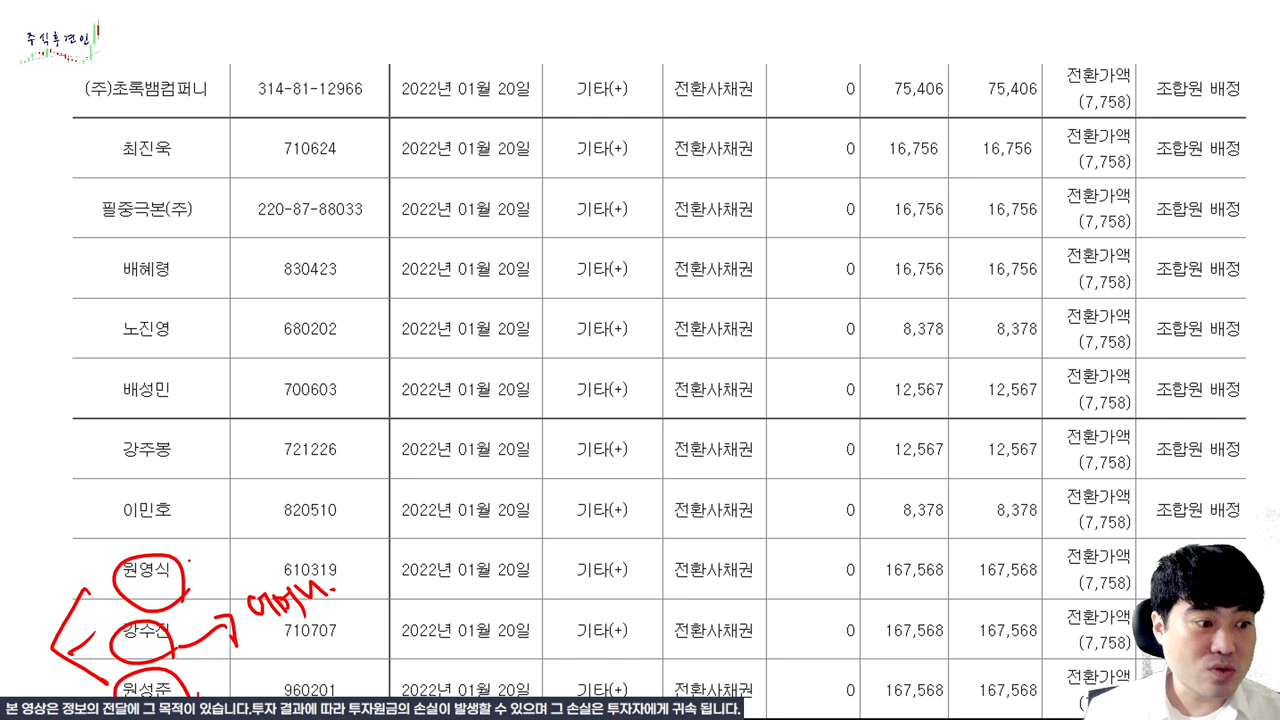 주식후견인
(주)초록뱀컴퍼니 314-81-12966 2022년 01월 20일 기타(+) 전환사채권 0 75,406 75,406 전환가액 (7,758) 조합원 배정
최진욱 710624 2022년 01월 20일 기타(+) 전환사채권 0 16,756 16,756 전환가액 (7,758) 조합원 배정
필중극본(주) 220-87-88033 2022년 01월 20일 기타(+) 전환사채권 0 16,756 16,756 전환가액 (7,758) 조합원 배정
배혜령 830423 2022년 01월 20일 기타(+) 전환사채권 0 16,756 16,756 전환가액 (7,758) 조합원 배정
노진영 680202 2022년 01월 20일 기타(+) 전환사채권 0 8,378 8,378 전환가액 (7,758) 조합원 배정
배성민 700603 2022년 01월 20일 기타(+) 전환사채권 0 12,567 12,567 전환가액 (7,758) 조합원 배정
강주봉 721226 2022년 01월 20일 기타(+) 전환사채권 0 12,567 12,567 전환가액 (7,758) 조합원 배정
이민호 820510 2022년 01월 20일 기타(+) 전환사채권 0 8,378 8,378 전환가액 (7,758) 조합원 배정
원영식 610319 2022년 01월 20일 기타(+) 전환사채권 0 167,568 167,568 전환가액 (7,758)
어머니.
강수진 710707 2022년 01월 20일 기타(+) 전환사채권 0 167,568 167,568 전환가액 (7,758)
원성준 960201 2022년 01월 20일 기타(+) 전환사채권 0 167,568 167,568 전환가액
본 영상은 정보의 전달에 그 목적이 있습니다.투자 결과에 따라 투자원금의 손실이 발생할 수 있으며 그 손실은 투자자에게 귀속 됩니다.